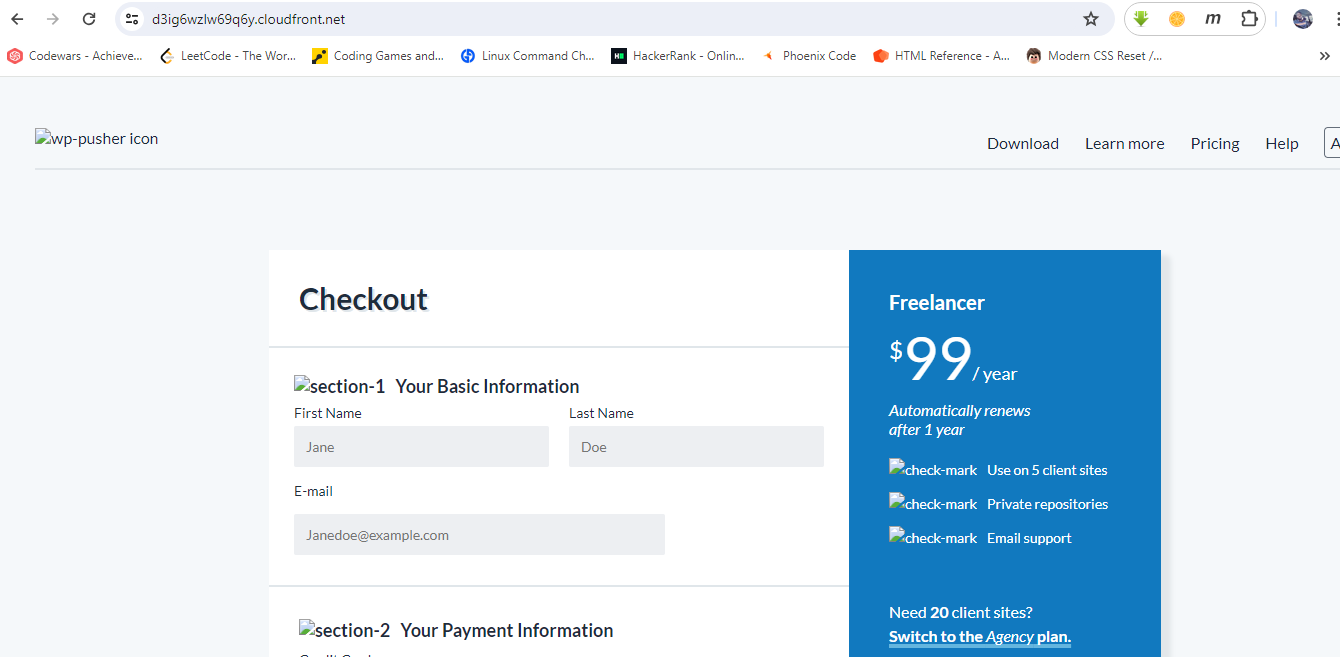 d3ig6wzlw69q6y.cloudfront.net
m
Codewars - Achieve... LeetCode - The Wor... Coding Games and... Linux Command Ch... HackerRank - Onlin... Phoenix Code HTML Reference - A... Modern CSS Reset /... »
wp-pusher icon
Download Learn more Pricing Help A
Checkout
section-1 Your Basic Information
First Name Last Name
Jane Doe
E-mail
Janedoe@example.com
section-2 Your Payment Information
Freelancer
$99/ year
Automatically renews
after 1 year
check-mark Use on 5 client sites
check-mark Private repositories
check-mark Email support
Need 20 client sites?
Switch to the Agency plan.